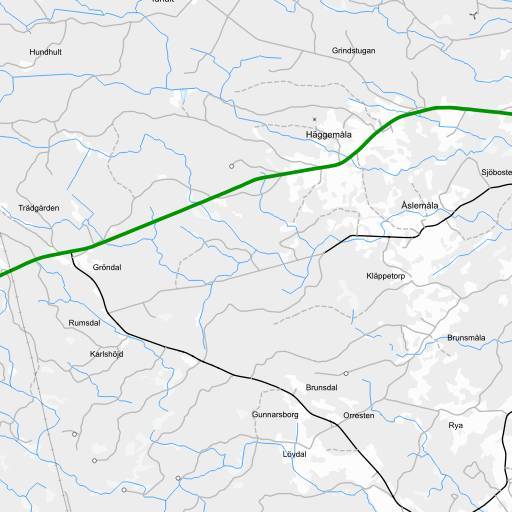 Hundhult
Grindstugan
Häggemåla
Sjöboste
Trädgården
Åslemåla
Gröndal
Kläppetorp
Rumsdal
Brunsmåla
Karlshöjd
Brunsdal
Gunnarsborg
Orresten
Rya
Lövdal